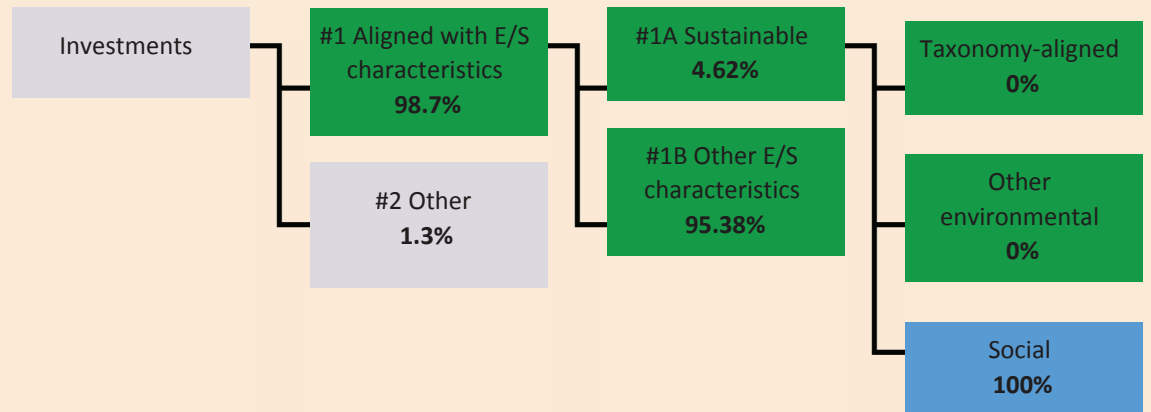 Investments
#1 Aligned with E/S
characteristics
98.7%
#2 Other
1.3%
#1A Sustainable
4.62%
#1B Other E/S
characteristics
95.38%
Taxonomy-aligned
0%
Other
environmental
0%
Social
100%